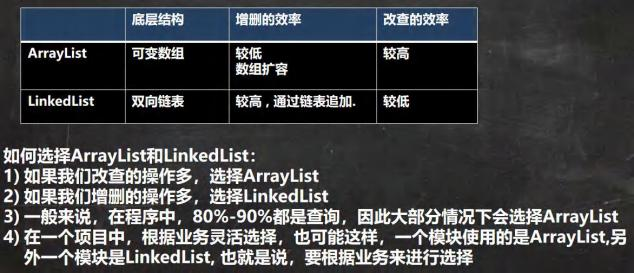 底层结构 增删的效率 改查的效率
ArrayList 可变数组 较低 较高
数组扩容
LinkedList 双向链表 较高 , 通过链表追加. 较低
如何选择ArrayList和LinkedList：
1) 如果我们改查的操作多，选择ArrayList
2) 如果我们增删的操作多，选择LinkedList
3) 一般来说，在程序中，80%-90%都是查询，因此大部分情况下会选择ArrayList
4) 在一个项目中，根据业务灵活选择，也可能这样，一个模块使用的是ArrayList,另
外一个模块是LinkedList, 也就是说，要根据业务来进行选择